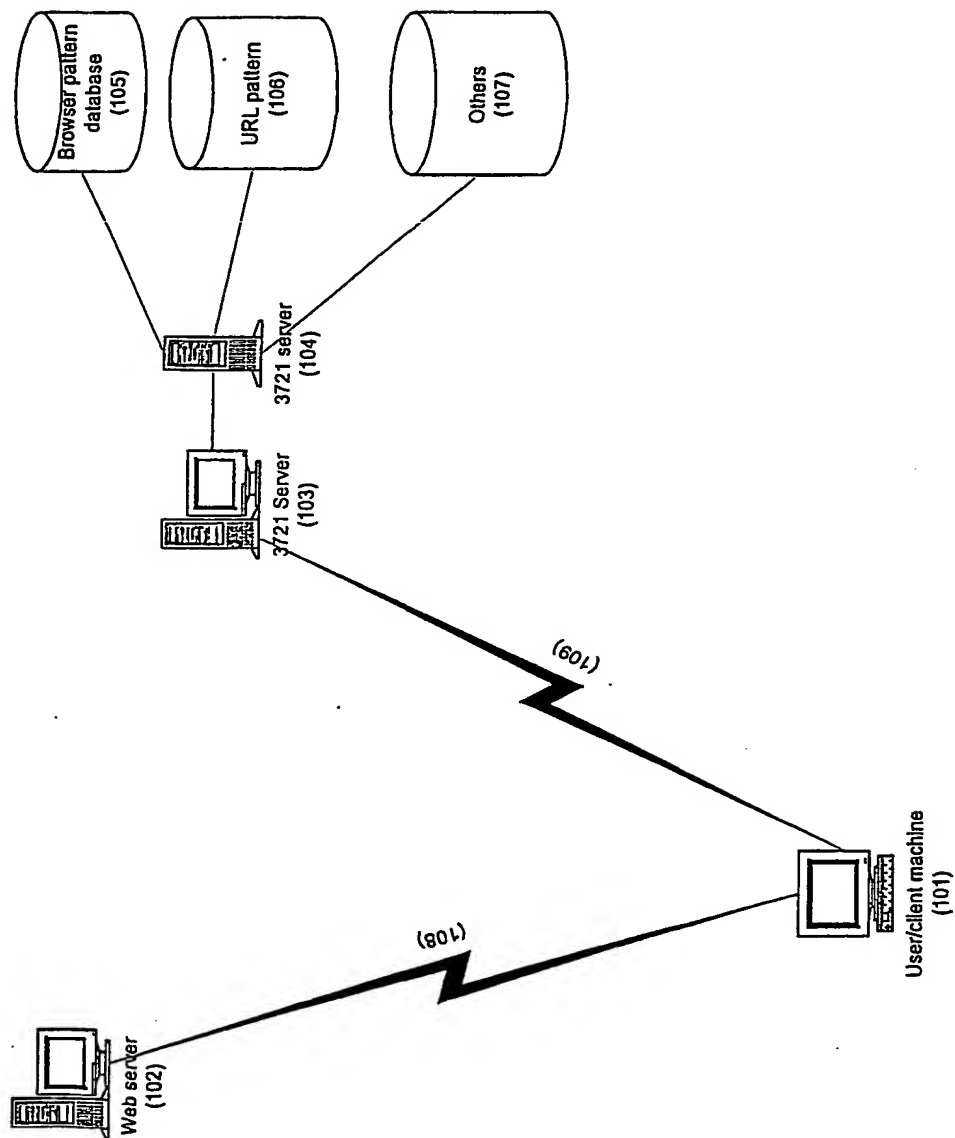 Web server
(102)
(108)
User/client machine
(101)
(109)
3721 Server
(103)
3721 server
(104)
Browser pattern
database
(105)
URL pattern
(106)
Others
(107)